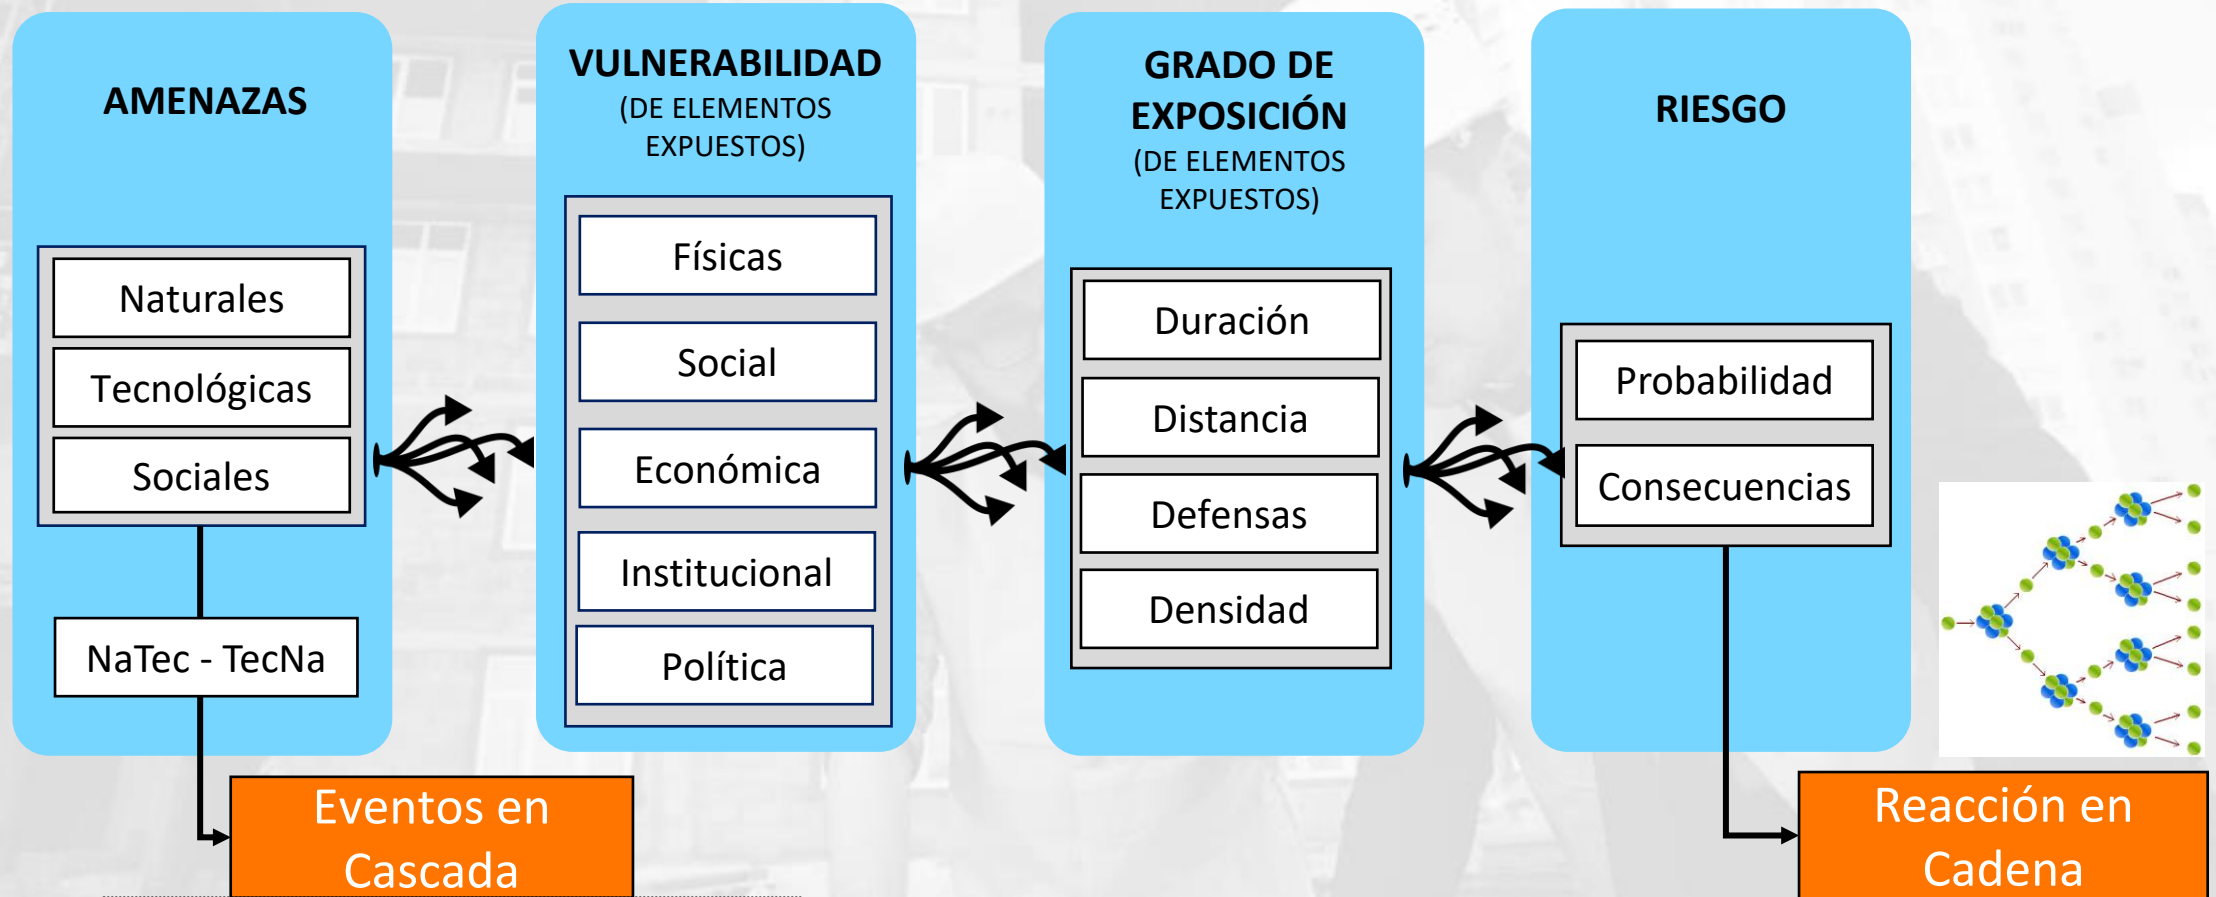 AMENAZAS
Naturales
Tecnológicas
Sociales
NaTec - TecNa
Eventos en
Cascada
VULNERABILIDAD
(DE ELEMENTOS
EXPUESTOS)
Físicas
Social
Económica
Institucional
Política
GRADO DE
EXPOSICIÓN
(DE ELEMENTOS
EXPUESTOS)
Duración
Distancia
Defensas
Densidad
RIESGO
Probabilidad
Consecuencias
Reacción en
Cadena